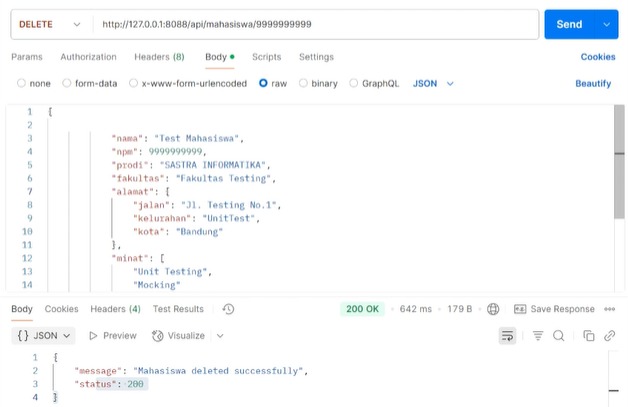 DELETE http://127.0.0.1:8088/api/mahasiswa/9999999999 Send
Params Authorization Headers (8) Body Scripts Settings Cookies
none form-data x-www-form-urlencoded raw binary GraphQL JSON Beautify
1 {
2
3 "nama": "Test Mahasiswa",
4 "npm": 9999999999,
5 "prodi": "SASTRA INFORMATIKA",
6 "fakultas": "Fakultas Testing",
7 "alamat": {
8 "jalan": "Jl. Testing No.1",
9 "kelurahan": "UnitTest",
10 "kota": "Bandung"
11 },
12 "minat": [
13 "Unit Testing",
14 "Mocking"
Body Cookies Headers (4) Test Results 200 OK 642 ms 179 B Save Response
{} JSON Preview Visualize
1 {
2 "message": "Mahasiswa deleted successfully",
3 "status": 200
4 }